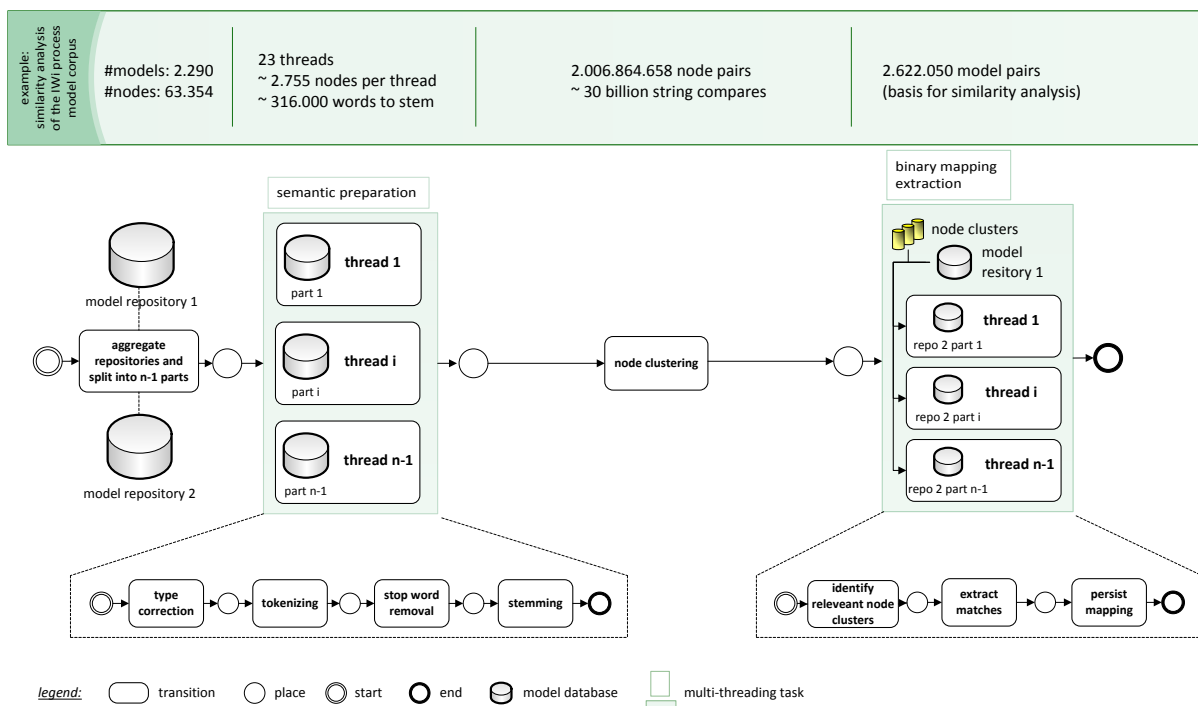 example:
similarity analysis
of the IWi process
model corpus
#models: 2.290
#nodes: 63.354
23 threads
~ 2.755 nodes per thread
~ 316.000 words to stem
2.006.864.658 node pairs
~ 30 billion string compares
2.622.050 model pairs
(basis for similarity analysis)
semantic preparation
binary mapping
extraction
model repository 1
aggregate
repositories and
split into n-1 parts
model repository 2
thread 1
part 1
thread i
part i
thread n-1
part n-1
node clustering
node clusters
model
resitory 1
thread 1
repo 2 part 1
thread i
repo 2 part i
thread n-1
repo 2 part n-1
type
correction
tokenizing
stop word
removal
stemming
identify
releveant node
clusters
extract
matches
persist
mapping
legend:
transition
place
start
end
model database
multi-threading task